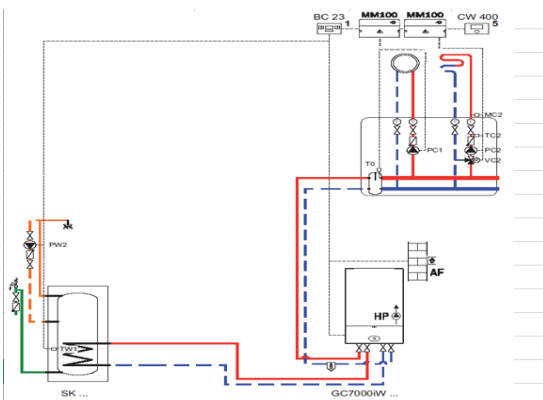 BC 23
1
MM100
MM100
CW 400
5
MC2
TC2
PC1
PC2
VC2
T0
PW2
AF
HP
TW1
SK ...
GC7000iW ...